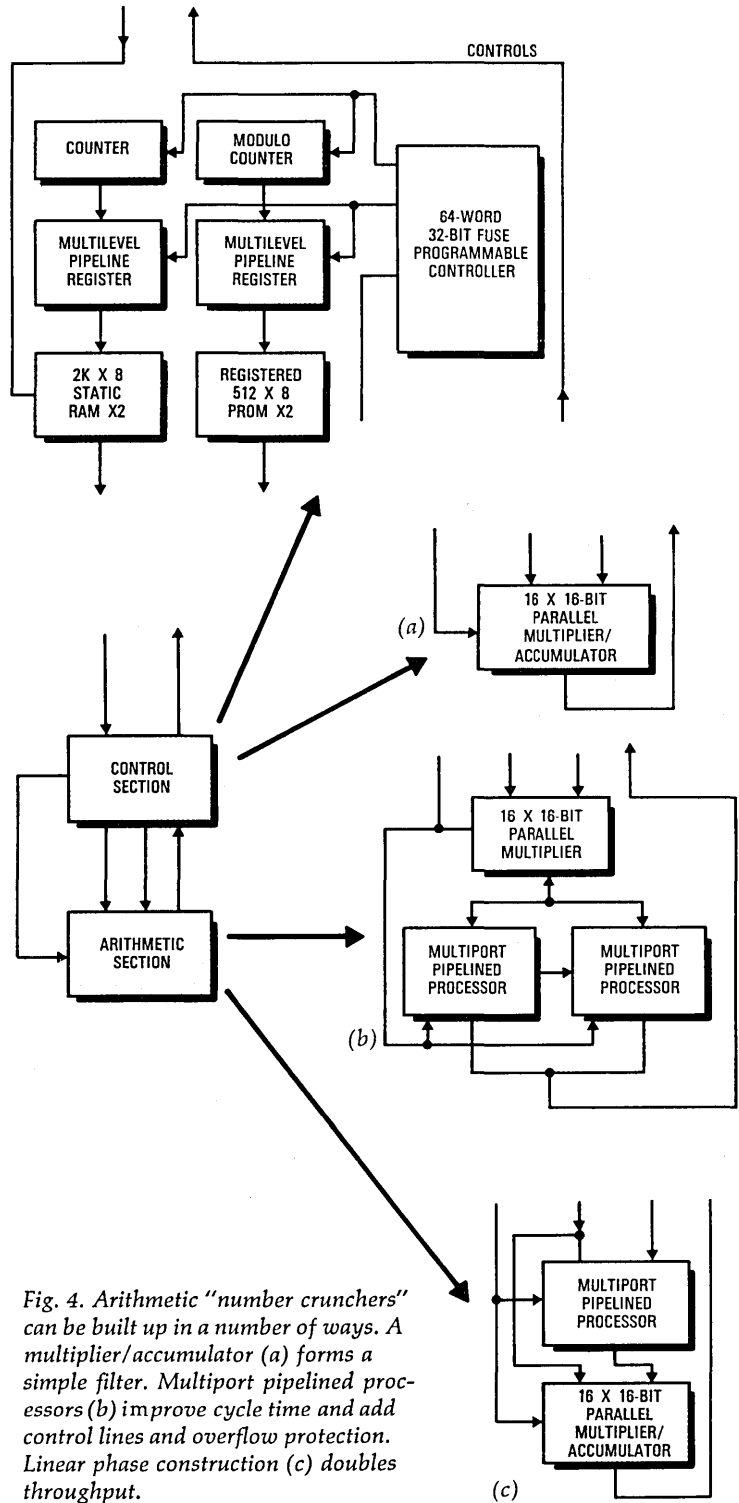 CONTROLS
COUNTER
MODULO
COUNTER
64-WORD
32-BIT FUSE
PROGRAMMABLE
CONTROLLER
MULTILEVEL
PIPELINE
REGISTER
MULTILEVEL
PIPELINE
REGISTER
2K X 8
STATIC
RAM X2
REGISTERED
512 X 8
PROM X2
(a)
16 X 16-BIT
PARALLEL
MULTIPLIER/
ACCUMULATOR
CONTROL
SECTION
ARITHMETIC
SECTION
16 X 16-BIT
PARALLEL
MULTIPLIER
MULTIPORT
PIPELINED
PROCESSOR
MULTIPORT
PIPELINED
PROCESSOR
(b)
MULTIPORT
PIPELINED
PROCESSOR
16 X 16-BIT
PARALLEL
MULTIPLIER/
ACCUMULATOR
(c)
Fig. 4. Arithmetic "number crunchers"
can be built up in a number of ways. A
multiplier/accumulator (a) forms a
simple filter. Multiport pipelined proc-
essors (b) improve cycle time and add
control lines and overflow protection.
Linear phase construction (c) doubles
throughput.